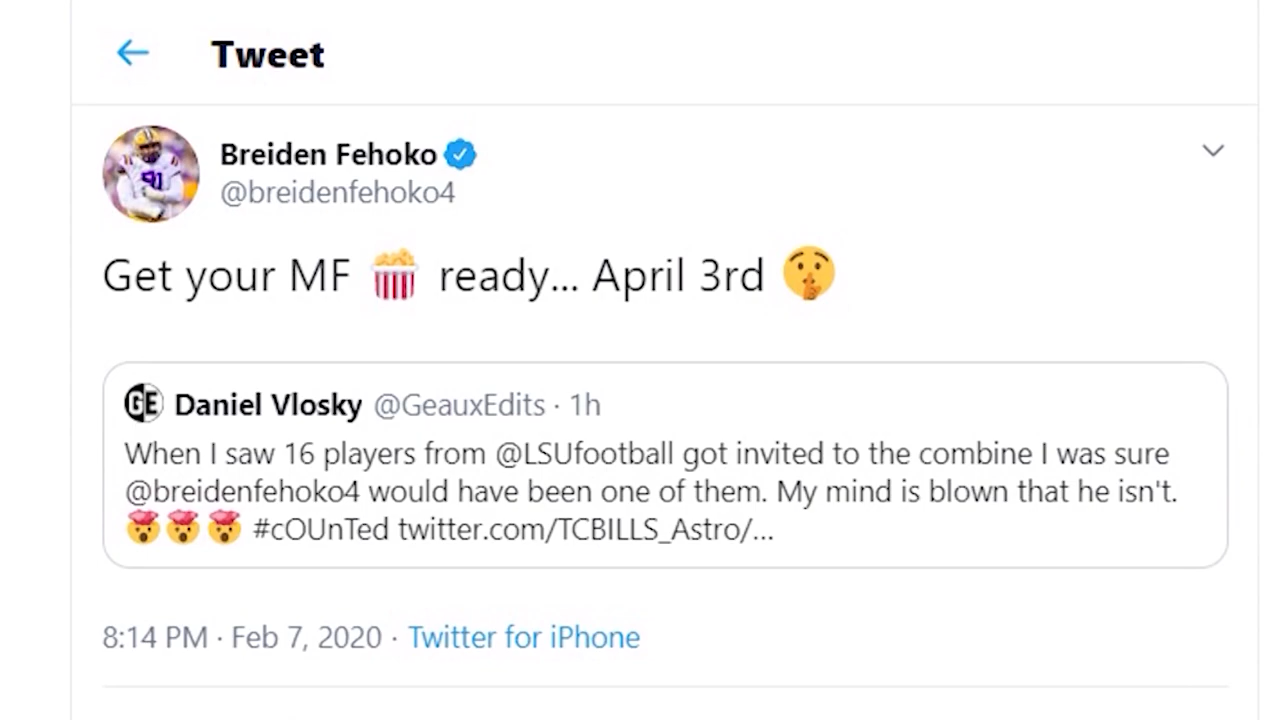 Tweet
Breiden Fehoko
@breidenfehoko4
Get your MF 🍿 ready... April 3rd 🤫
GE Daniel Vlosky @GeauxEdits · 1h
When I saw 16 players from @LSUfootball got invited to the combine I was sure
@breidenfehoko4 would have been one of them. My mind is blown that he isn't.
🤯🤯🤯 #cOUnTed twitter.com/TCBILLS_Astro/...
8:14 PM · Feb 7, 2020 · Twitter for iPhone